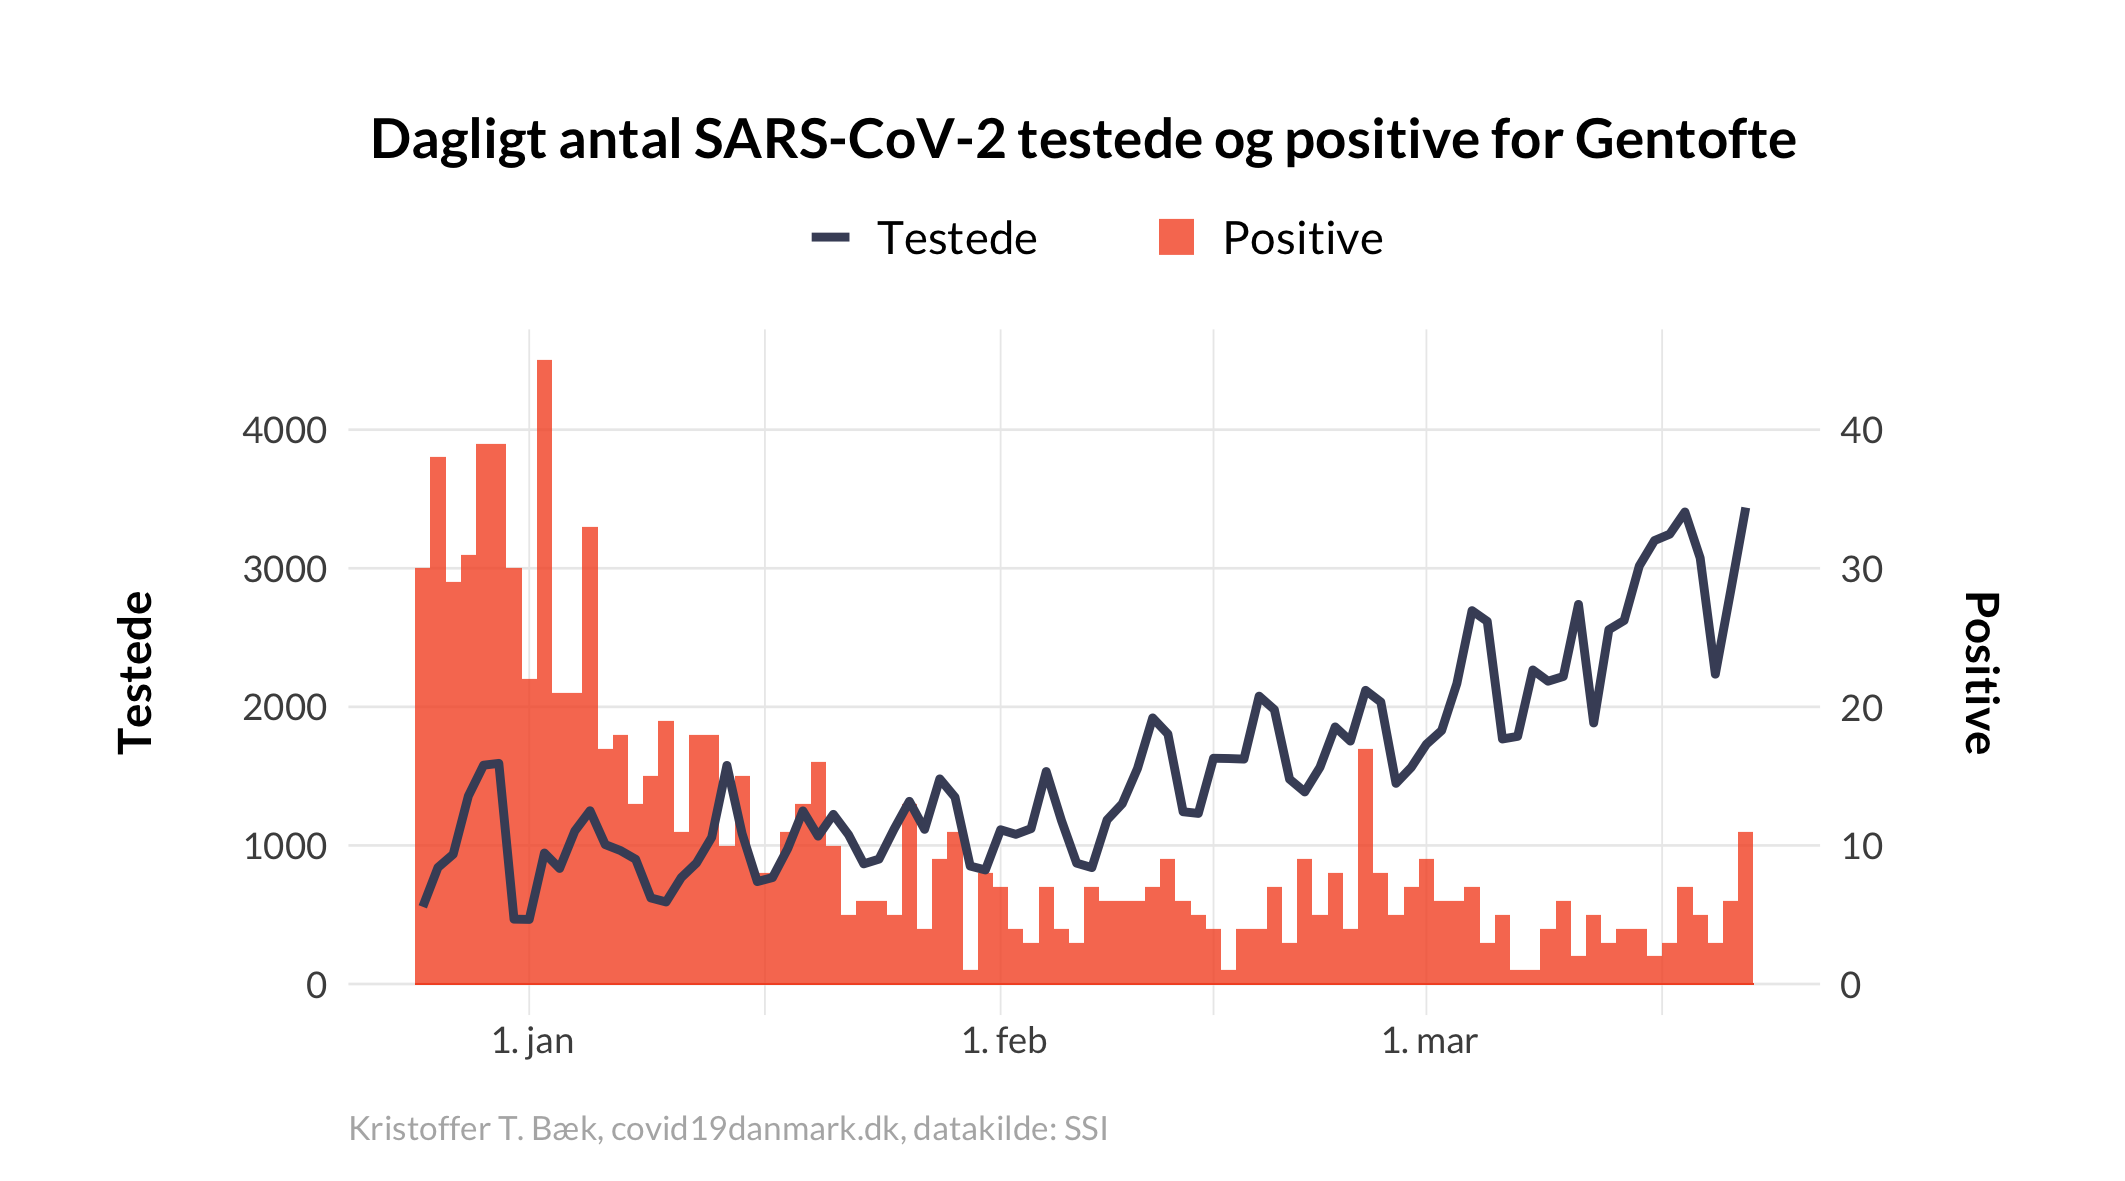 Dagligt antal SARS-CoV-2 testede og positive for Gentofte
Testede Positive
4000 40
3000 30
2000 20
1000 10
0 0
Testede
Positive
1. jan 1. feb 1. mar
Kristoffer T. Bæk, covid19danmark.dk, datakilde: SSI